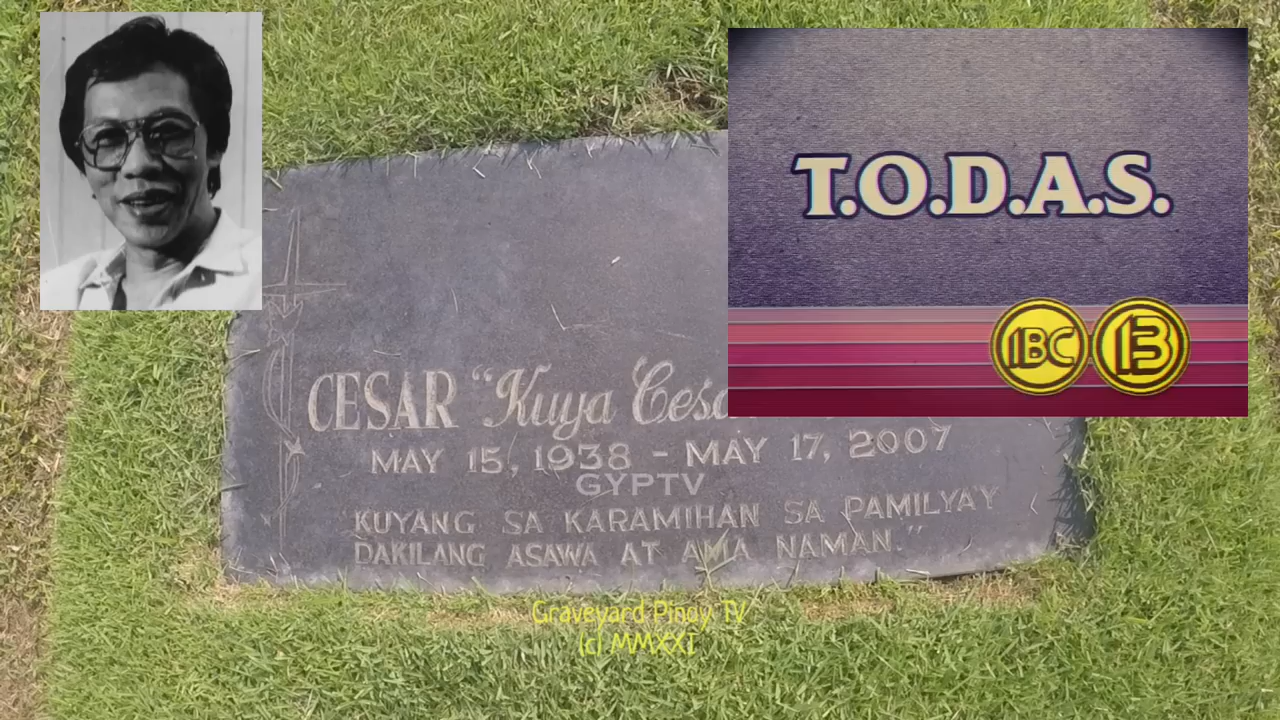 T.O.D.A.S.
IBC 13
CESAR "Kuya
MAY 15, 1938 - MAY 17, 2007
GYPTV
KUYANG SA KARAMIHAN SA PAMILYA'Y
DAKILANG ASAWA AT AMA NAMAN."
Graveyard Pinoy TV
(c) MMXXI